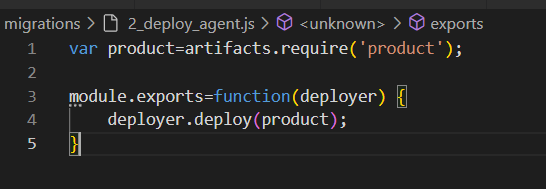 migrations > 2_deploy_agent.js > <unknown> > exports
1 var product=artifacts.require('product');
2
3 module.exports=function(deployer) {
4 deployer.deploy(product);
5 }